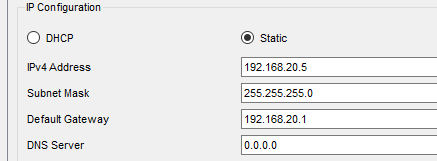 IP Configuration
DHCP Static
IPv4 Address 192.168.20.5
Subnet Mask 255.255.255.0
Default Gateway 192.168.20.1
DNS Server 0.0.0.0